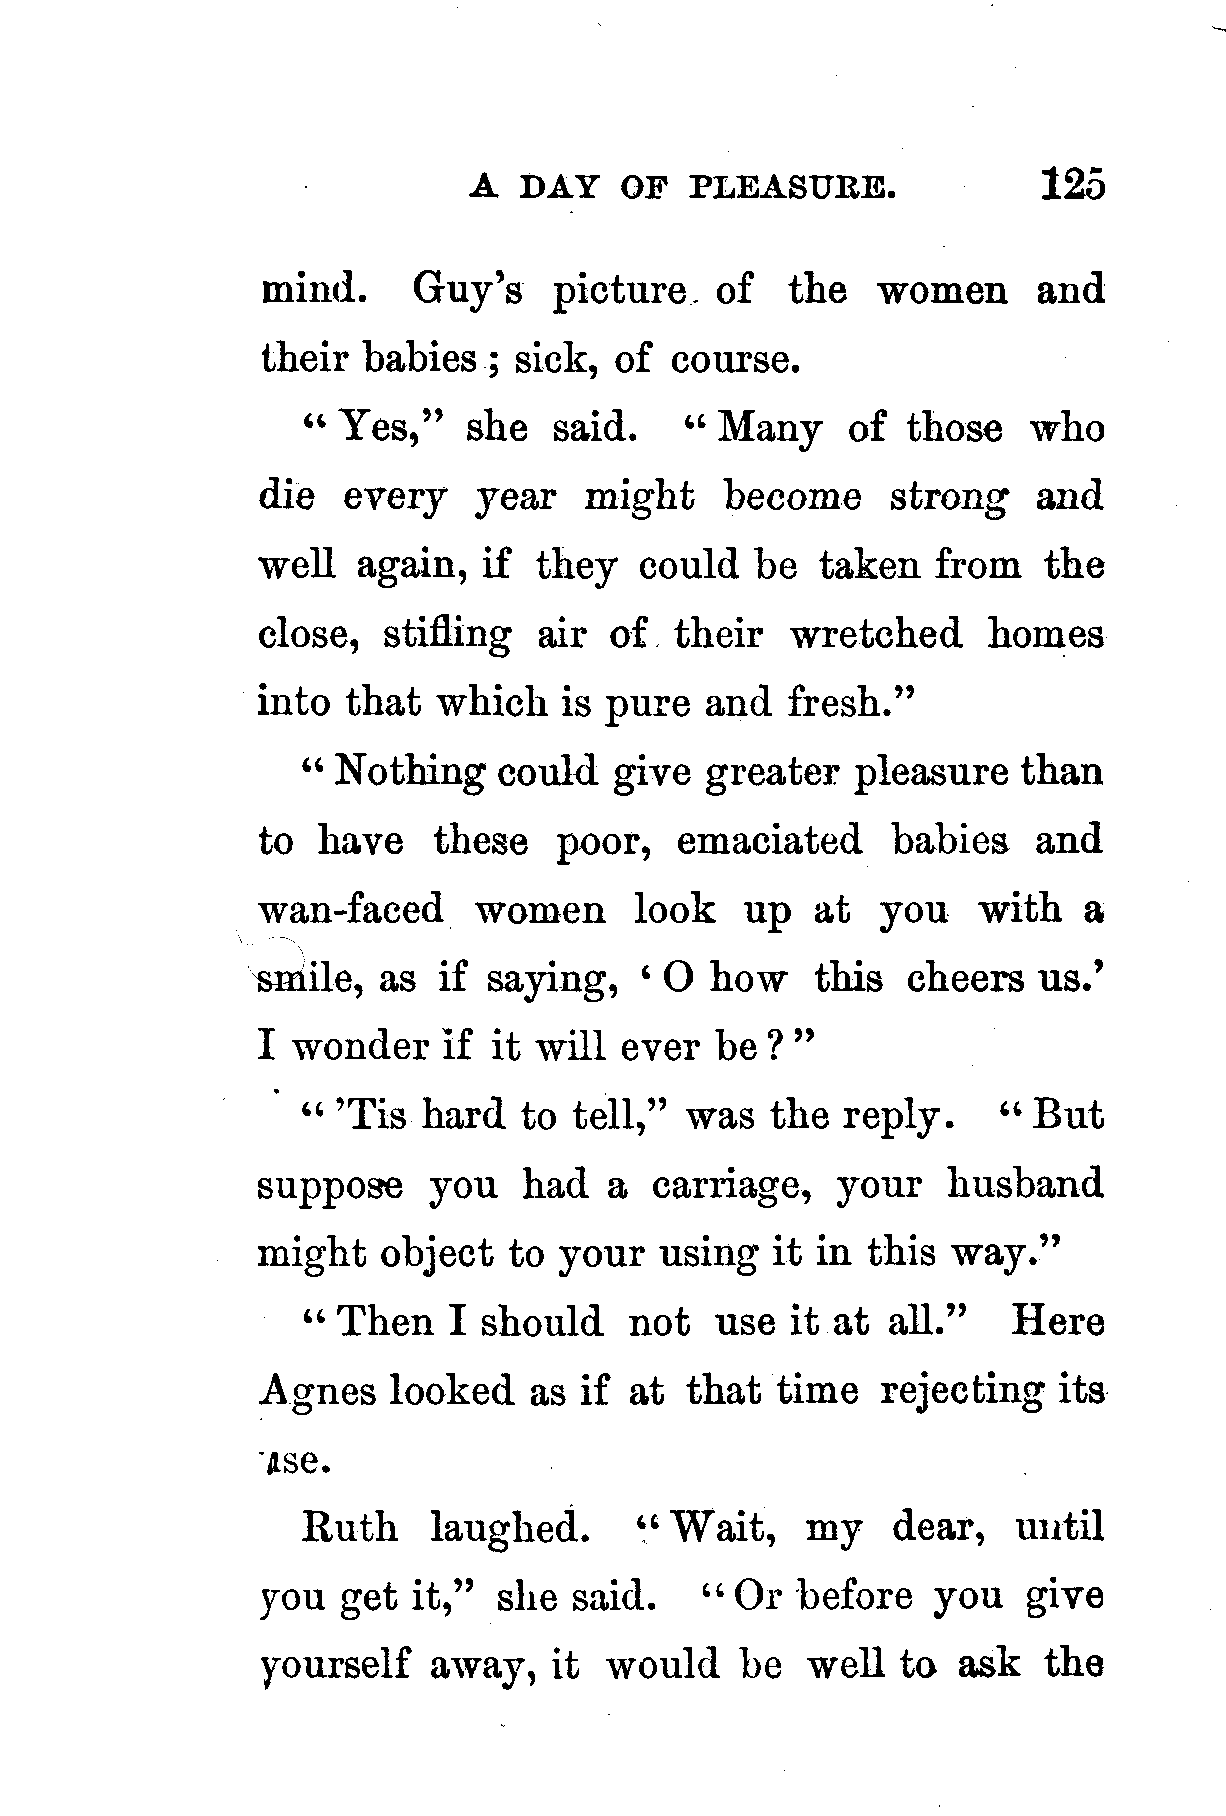 A DAY OF PLEASURE. 125
mind. Guy's picture of the women and
their babies; sick, of course.
"Yes," she said. "Many of those who
die every year might become strong and
well again, if they could be taken from the
close, stifling air of their wretched homes
into that which is pure and fresh."
"Nothing could give greater pleasure than
to have these poor, emaciated babies and
wan-faced women look up at you with a
smile, as if saying, 'O how this cheers us.'
I wonder if it will ever be?"
"'Tis hard to tell," was the reply. "But
suppose you had a carriage, your husband
might object to your using it in this way."
"Then I should not use it at all." Here
Agnes looked as if at that time rejecting its
use.
Ruth laughed. "Wait, my dear, until
you get it," she said. "Or before you give
yourself away, it would be well to ask the